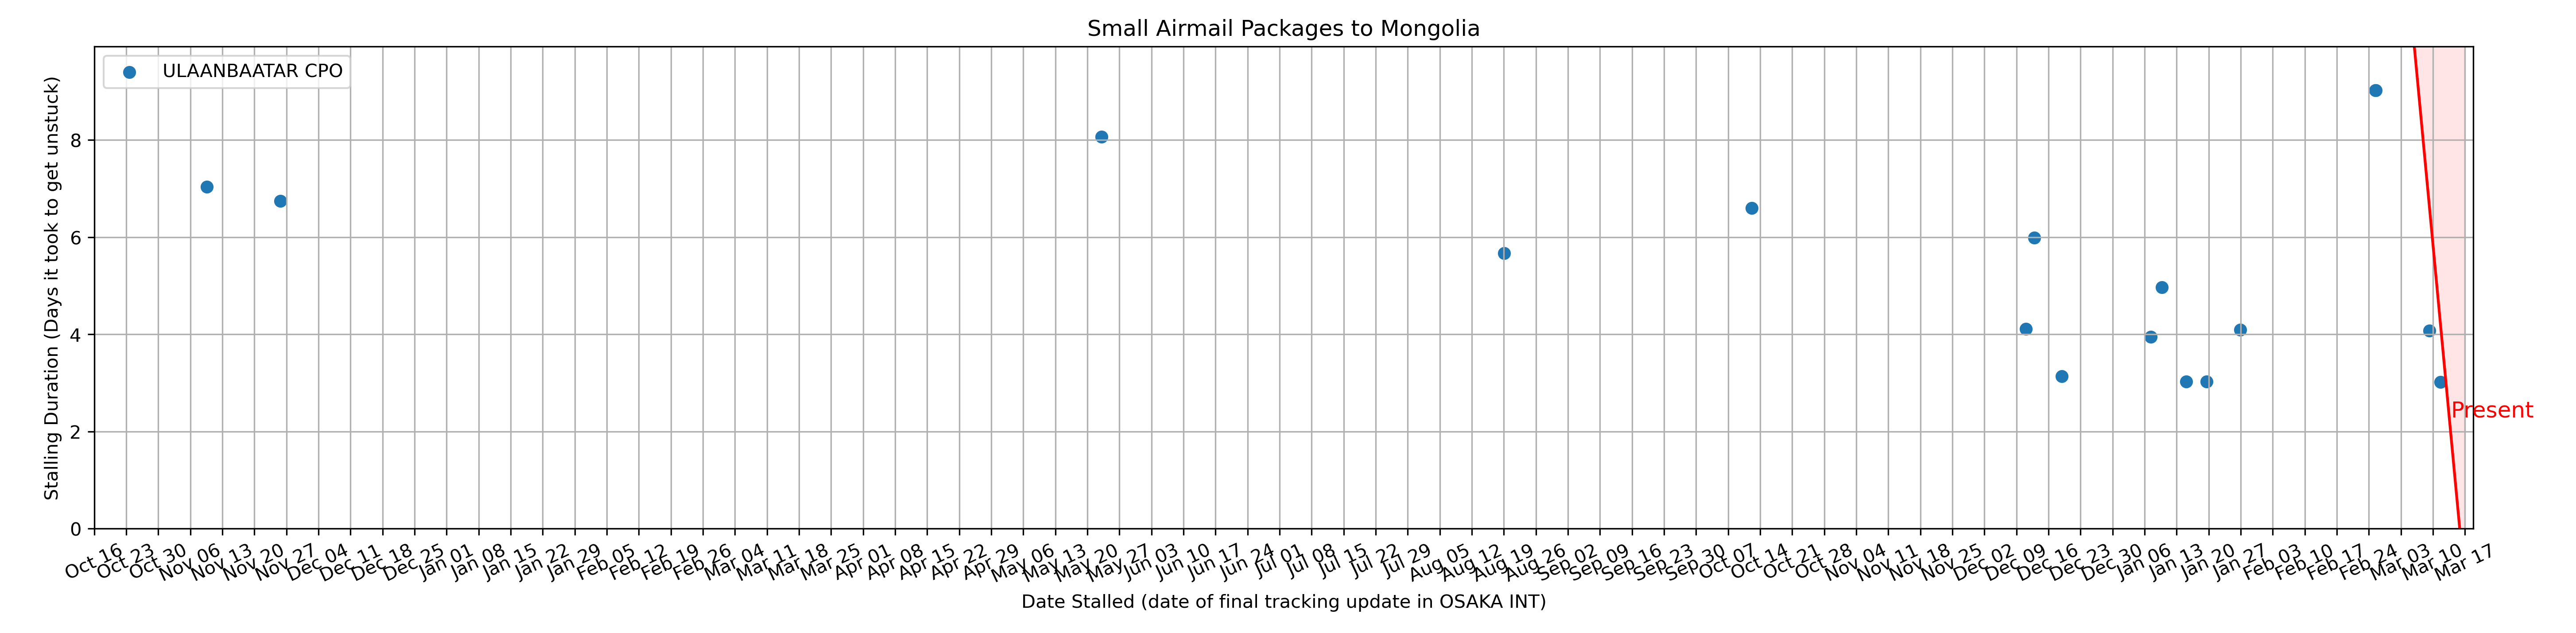 Small Airmail Packages to Mongolia
ULAANBAATAR CPO
Stalling Duration (Days it took to get unstuck)
8
6
4
2
0
Present
Oct 16
Oct 23
Oct 30
Nov 06
Nov 13
Nov 20
Nov 27
Dec 04
Dec 11
Dec 18
Dec 25
Jan 01
Jan 08
Jan 15
Jan 22
Jan 29
Feb 05
Feb 12
Feb 19
Feb 26
Mar 04
Mar 11
Mar 18
Mar 25
Apr 01
Apr 08
Apr 15
Apr 22
Apr 29
May 06
May 13
May 20
May 27
Jun 03
Jun 10
Jun 17
Jun 24
Jul 01
Jul 08
Jul 15
Jul 22
Jul 29
Aug 05
Aug 12
Aug 19
Aug 26
Sep 02
Sep 09
Sep 16
Sep 23
Sep 30
Oct 07
Oct 14
Oct 21
Oct 28
Nov 04
Nov 11
Nov 18
Nov 25
Dec 02
Dec 09
Dec 16
Dec 23
Dec 30
Jan 06
Jan 13
Jan 20
Jan 27
Feb 03
Feb 10
Feb 17
Feb 24
Mar 03
Mar 10
Mar 17
Date Stalled (date of final tracking update in OSAKA INT)